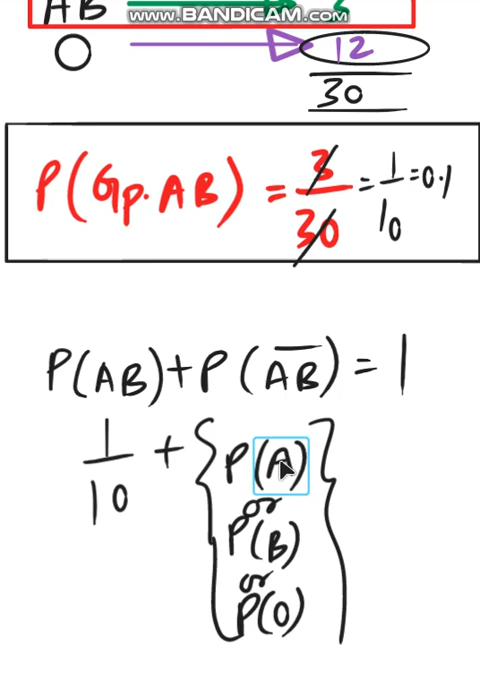 AB 3
WWW.BANDICAM.COM
O 12
30
P(Gp. AB) = 3/30 = 1/10 = 0.1
P(AB) + P(A̅B̅) = 1
1/10 + { P(A) }
or
P(B)
or
P(O)